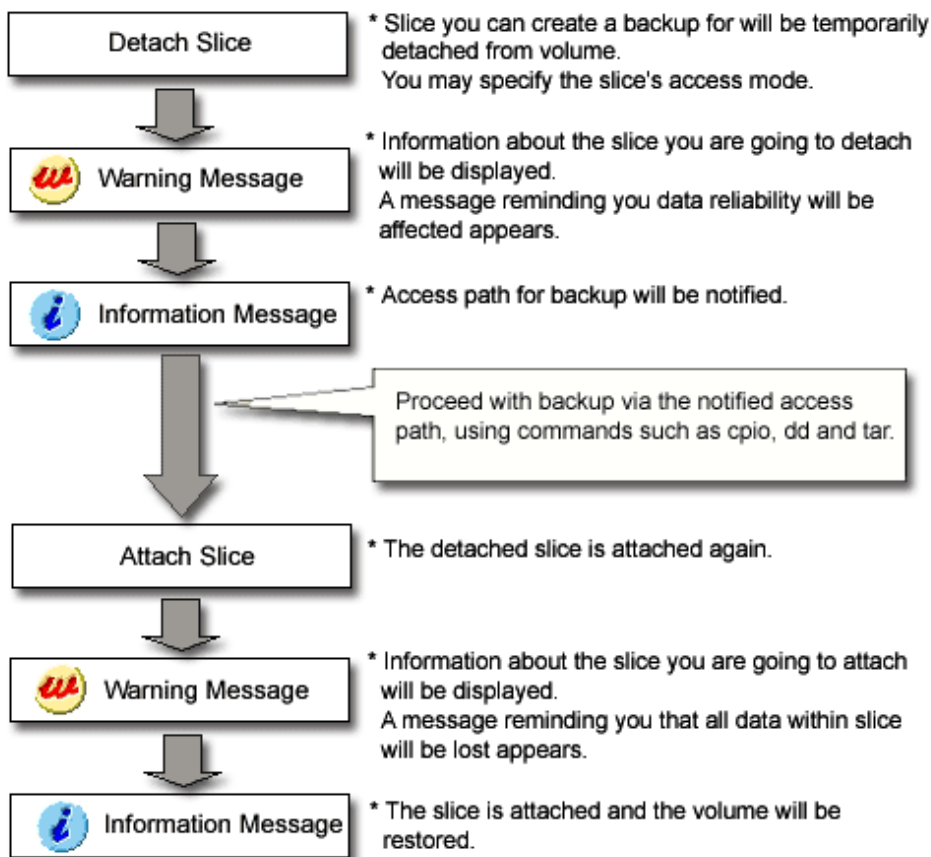 Detach Slice
* Slice you can create a backup for will be temporarily
detached from volume.
You may specify the slice's access mode.
Warning Message
* Information about the slice you are going to detach
will be displayed.
A message reminding you data reliability will be
affected appears.
Information Message
* Access path for backup will be notified.
Proceed with backup via the notified access
path, using commands such as cpio, dd and tar.
Attach Slice
* The detached slice is attached again.
Warning Message
* Information about the slice you are going to attach
will be displayed.
A message reminding you that all data within slice
will be lost appears.
Information Message
* The slice is attached and the volume will be
restored.